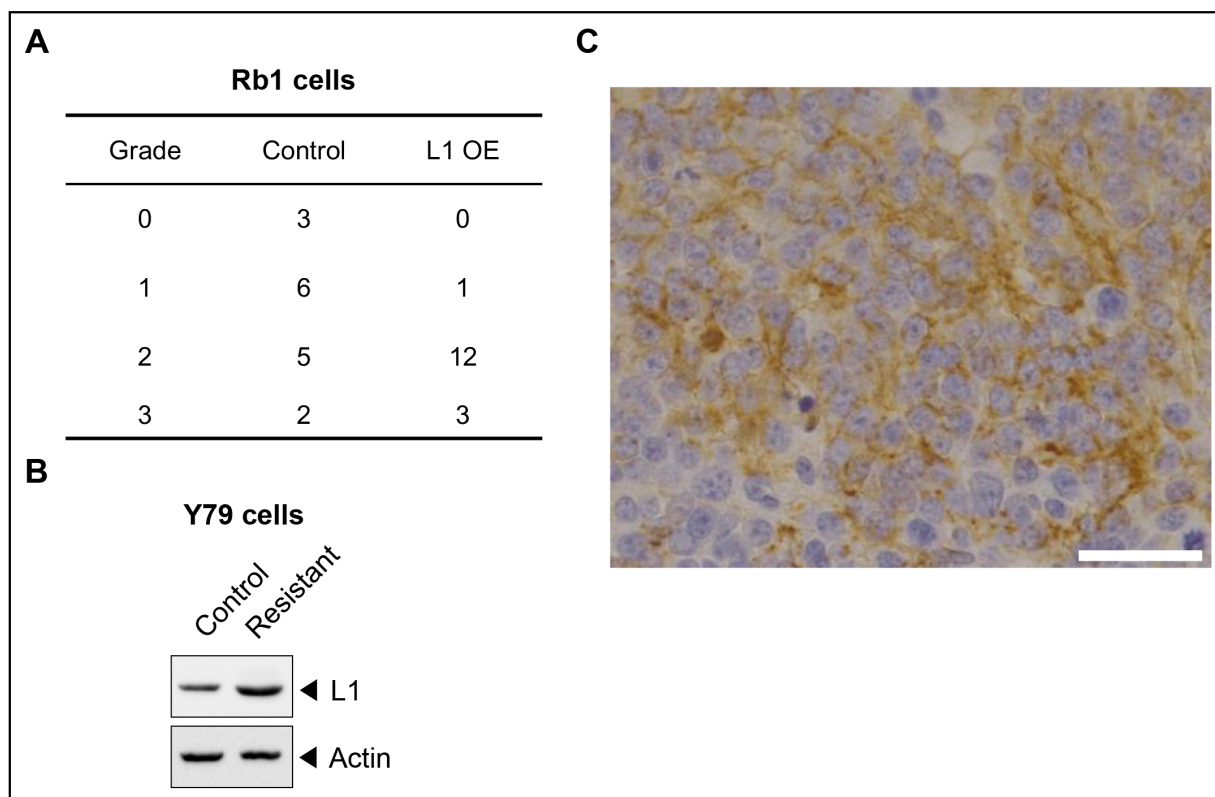 A
Rb1 cells
Grade Control L1 OE
0 3 0
1 6 1
2 5 12
3 2 3
B
Y79 cells
Control
Resistant
L1
Actin
C